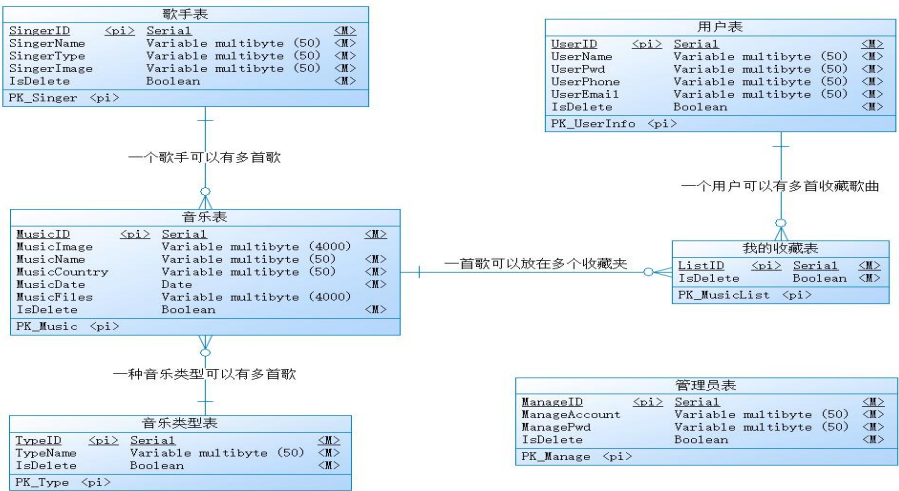 歌手表
SingerID <pi> Serial <M>
SingerName Variable multibyte (50) <M>
SingerType Variable multibyte (50) <M>
SingerImage Variable multibyte (50) <M>
IsDelete Boolean <M>
PK_Singer <pi>
用户表
UserID <pi> Serial <M>
UserName Variable multibyte (50) <M>
UserPwd Variable multibyte (50) <M>
UserPhone Variable multibyte (50) <M>
UserEmail Variable multibyte (50) <M>
IsDelete Boolean <M>
PK_UserInfo <pi>
一个歌手可以有多首歌
一个用户可以有多首收藏歌曲
音乐表
MusicID <pi> Serial <M>
MusicImage Variable multibyte (4000)
MusicName Variable multibyte (50) <M>
MusicCountry Variable multibyte (50) <M>
MusicDate Date <M>
MusicFiles Variable multibyte (4000)
IsDelete Boolean <M>
PK_Music <pi>
一首歌可以放在多个收藏夹
我的收藏表
ListID <pi> Serial <M>
IsDelete Boolean <M>
PK_MusicList <pi>
一种音乐类型可以有多首歌
音乐类型表
TypeID <pi> Serial <M>
TypeName Variable multibyte (50) <M>
IsDelete Boolean <M>
PK_Type <pi>
管理员表
ManageID <pi> Serial <M>
ManageAccount Variable multibyte (50) <M>
ManagePwd Variable multibyte (50) <M>
IsDelete Boolean <M>
PK_Manage <pi>